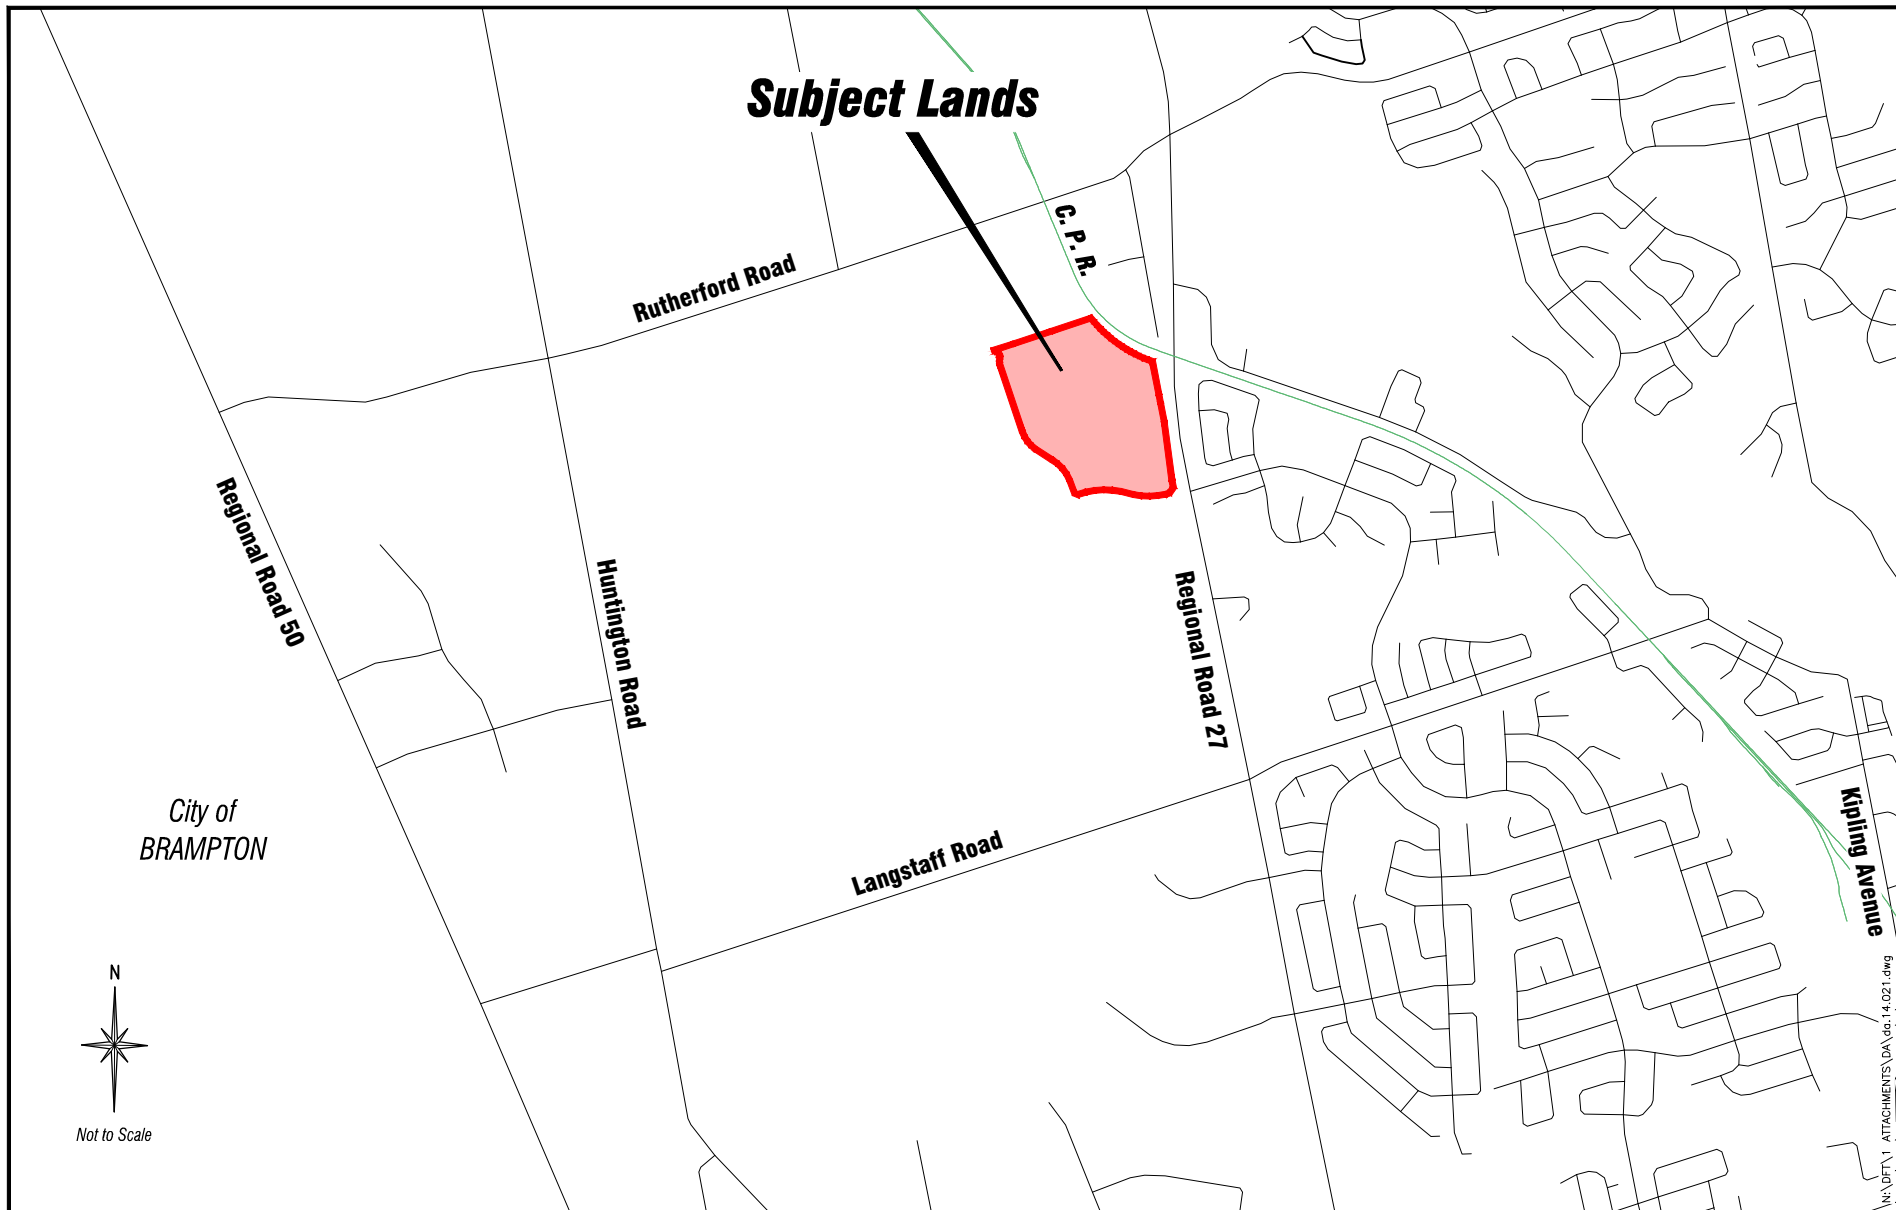 Subject Lands
C. P. R.
Rutherford Road
Regional Road 50
Huntington Road
Regional Road 27
Langstaff Road
Kipling Avenue
City of
BRAMPTON
N
Not to Scale
N:\DFT\1 ATTACHMENTS\DA\da.14.021.dwg